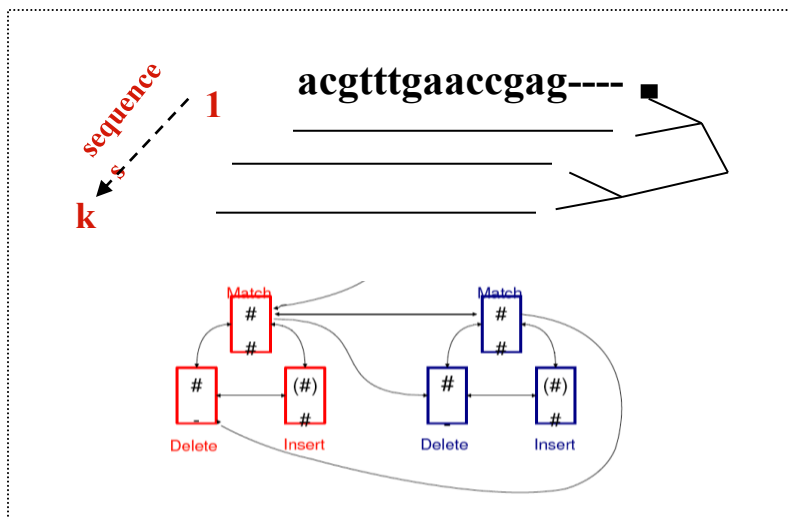 sequence
s
1
k
acgtttgaaccgag----
Match
#
#
#
-
Delete
(#)
#
Insert
Match
#
#
#
-
Delete
(#)
#
Insert